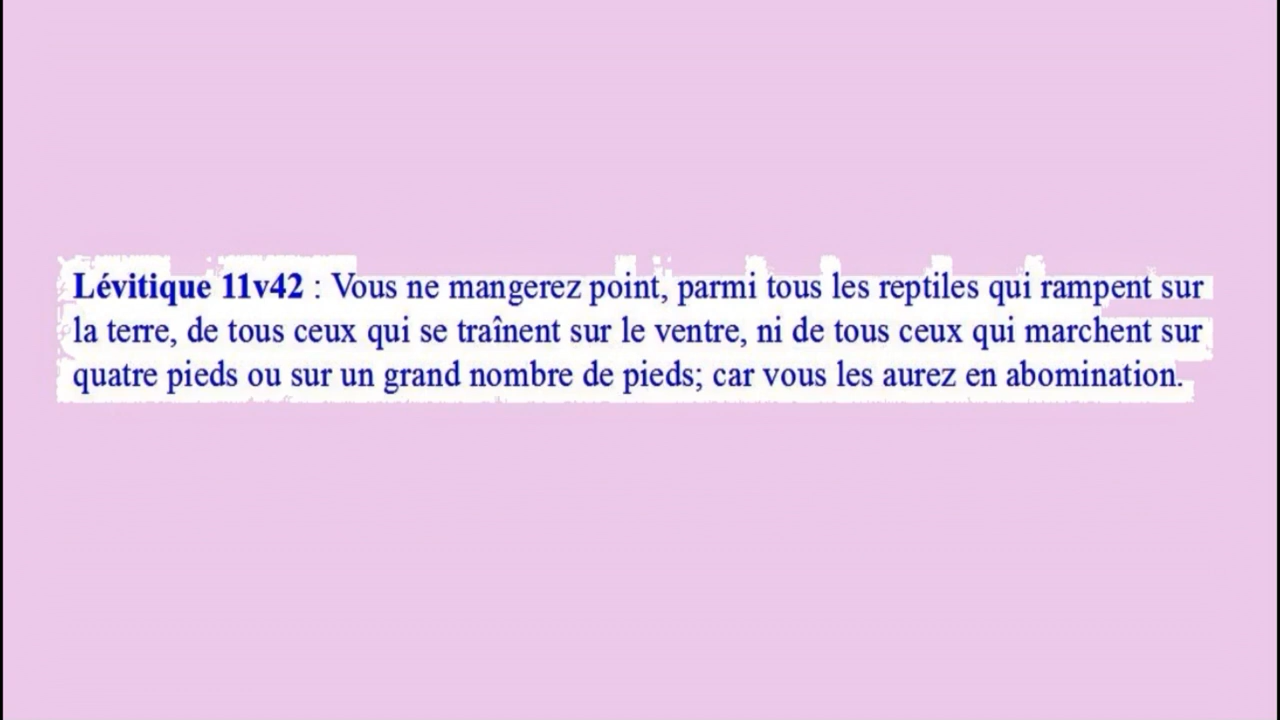 Lévitique 11v42 : Vous ne mangerez point, parmi tous les reptiles qui rampent sur
la terre, de tous ceux qui se traînent sur le ventre, ni de tous ceux qui marchent sur
quatre pieds ou sur un grand nombre de pieds; car vous les aurez en abomination.